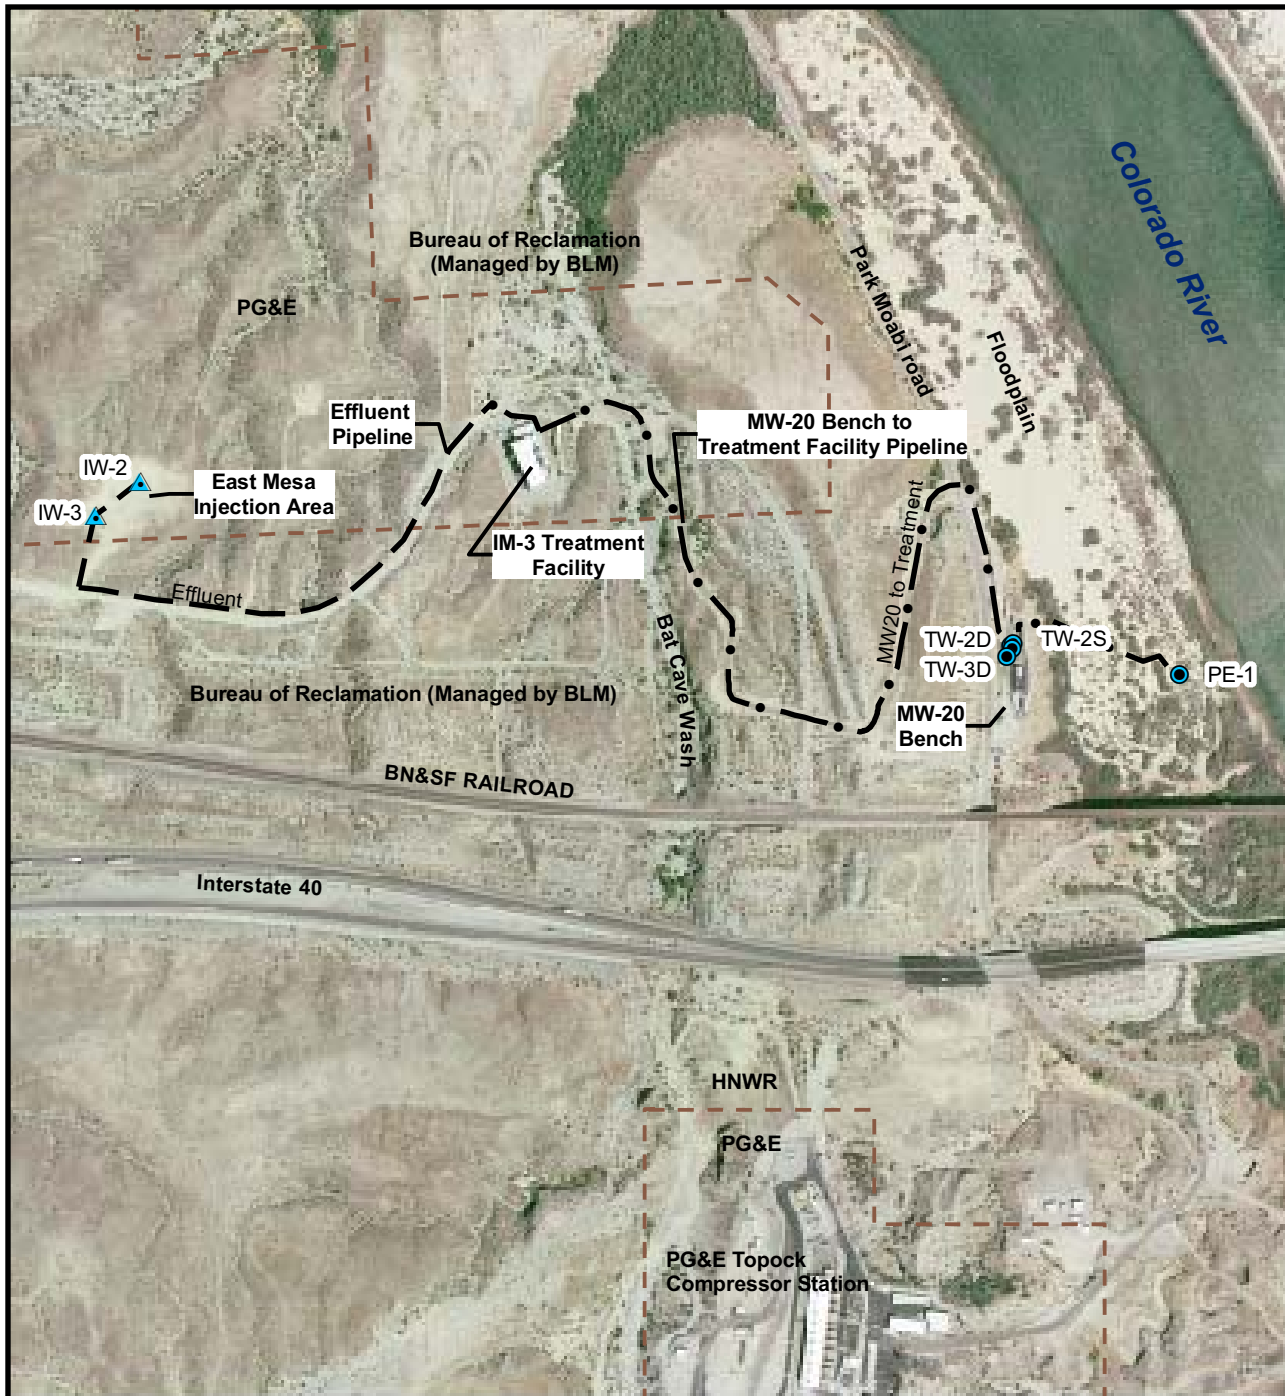 Colorado River
Park Moabi road
Floodplain
Bureau of Reclamation
(Managed by BLM)
PG&E
Effluent
Pipeline
MW-20 Bench to
Treatment Facility Pipeline
IW-2
East Mesa
Injection Area
IW-3
IM-3 Treatment
Facility
Effluent
MW20 to Treatment
Bat Cave Wash
TW-2D
TW-2S
TW-3D
PE-1
Bureau of Reclamation (Managed by BLM)
MW-20
Bench
BN&SF RAILROAD
Interstate 40
HNWR
PG&E
PG&E Topock
Compressor Station